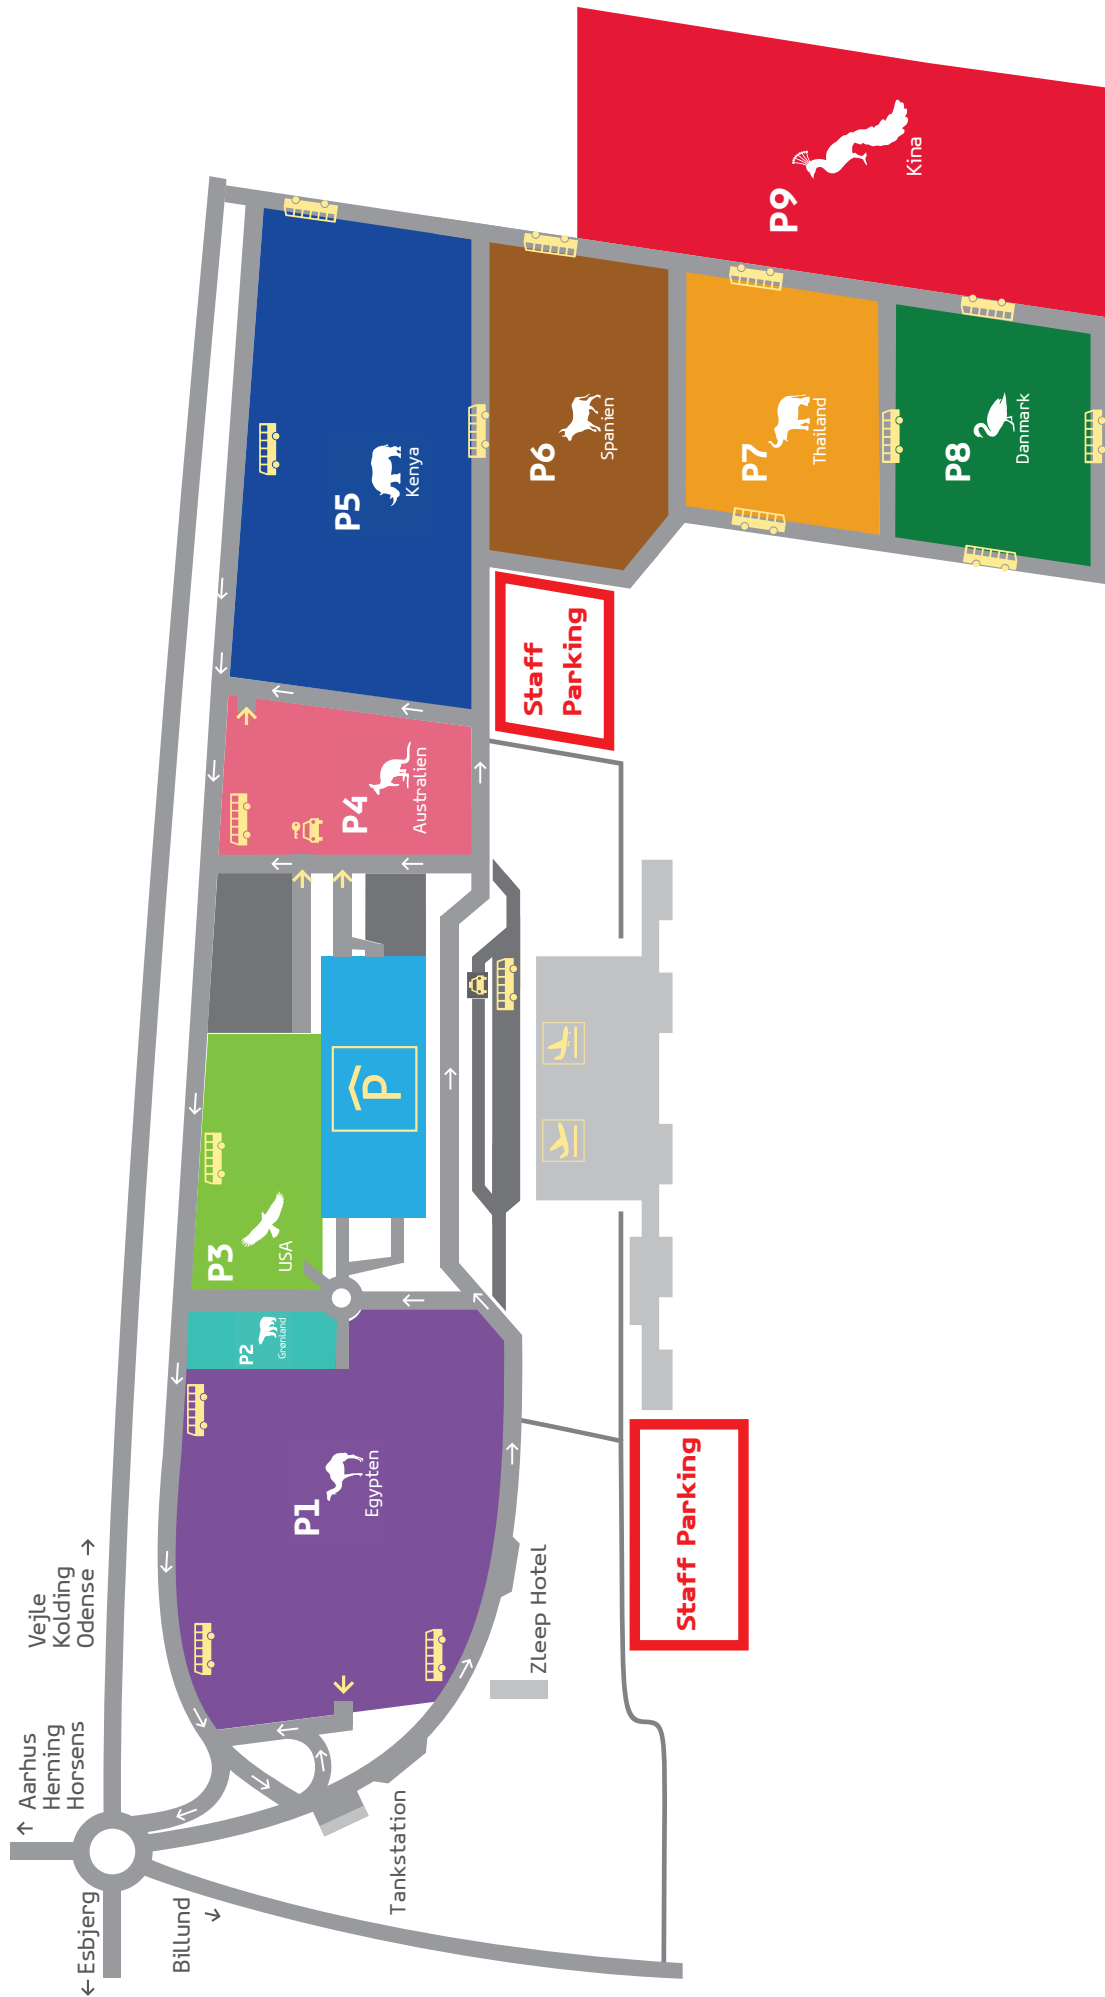 ← Esbjerg
Billund
↑ Aarhus
Herning
Horsens
Vejle
Kolding
Odense →
Tankstation
Zleep Hotel
P1
Egypten
P2
Grønland
P3
USA
P
P4
Australien
P5
Kenya
P6
Spanien
P7
Thailand
P8
Danmark
P9
Kina
Staff Parking
Staff
Parking